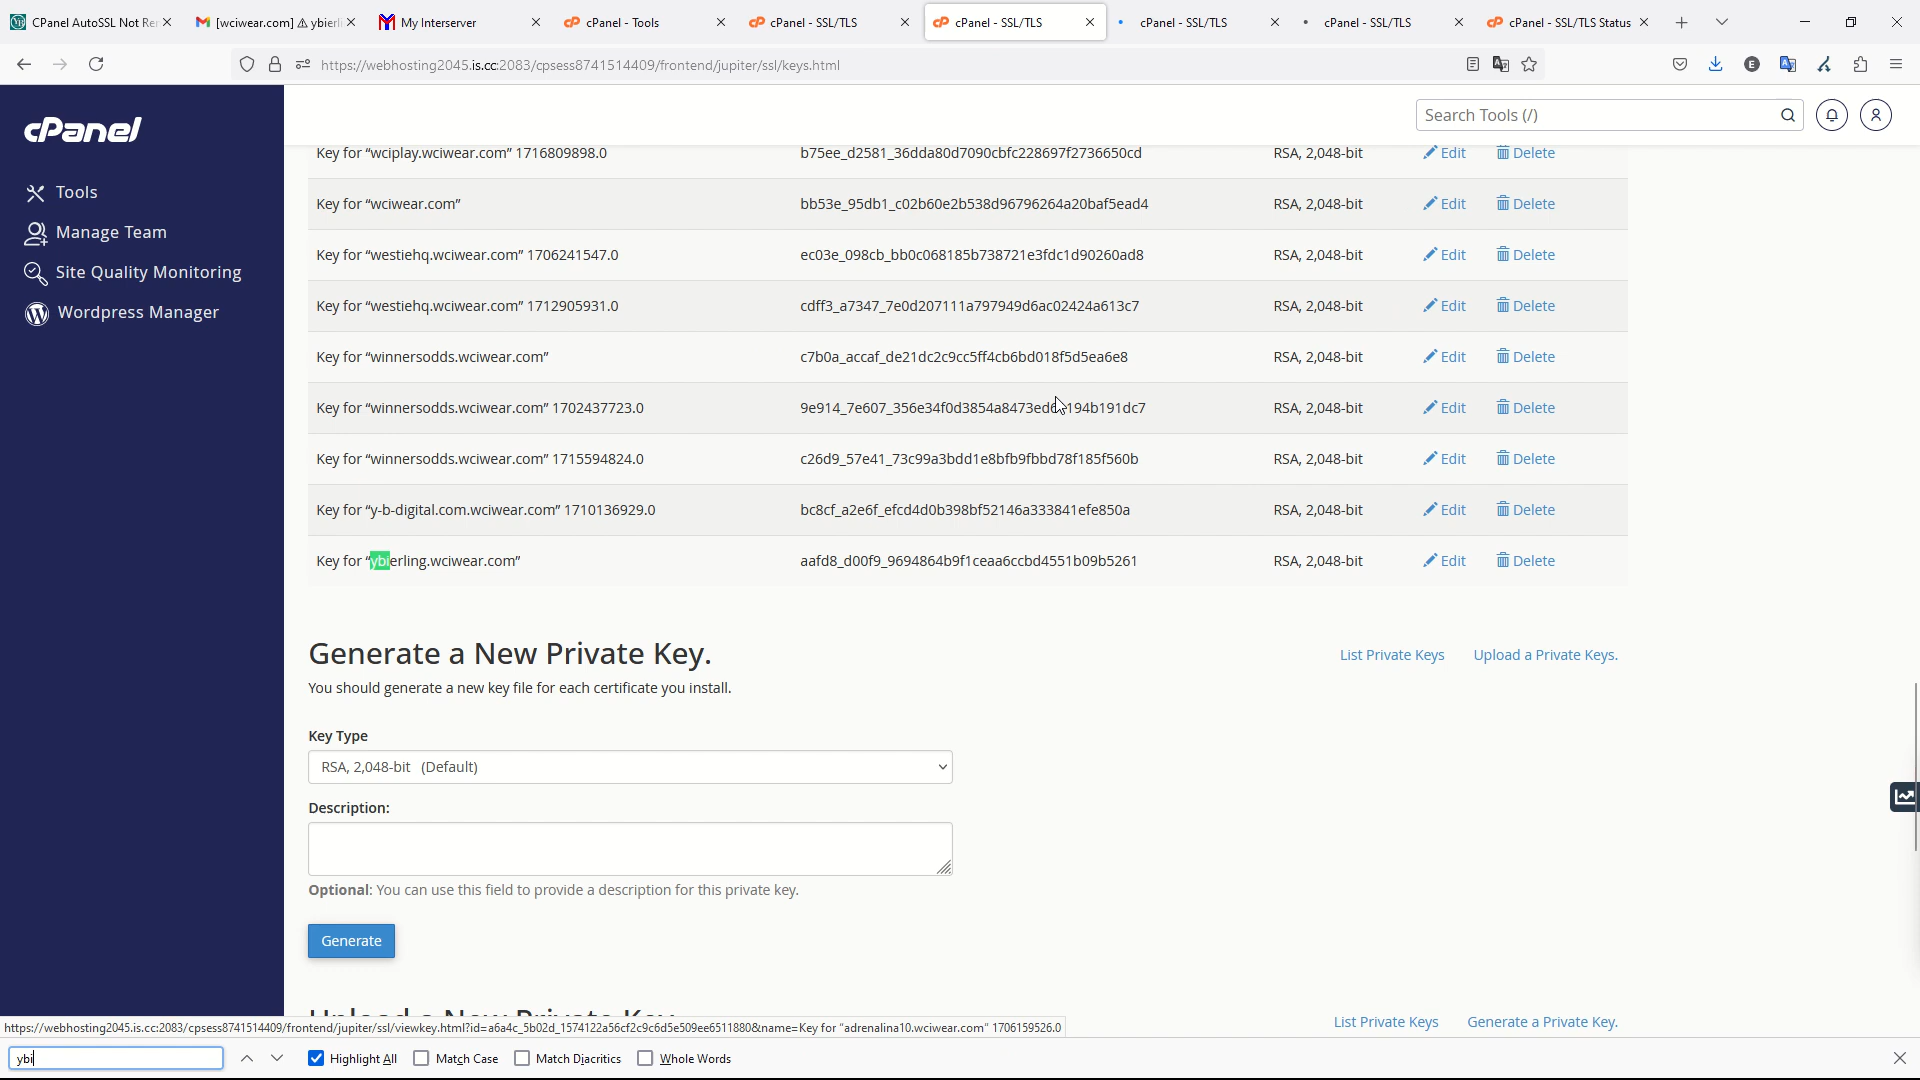 CPanel AutoSSL Not Re
[wciwear.com] ⚠ ybierli
My Interserver
cPanel - Tools
cPanel - SSL/TLS
cPanel - SSL/TLS
cPanel - SSL/TLS
cPanel - SSL/TLS
cPanel - SSL/TLS Status
https://webhosting2045.is.cc:2083/cpsess8741514409/frontend/jupiter/ssl/keys.html
cPanel
Search Tools (/)
Tools
Manage Team
Site Quality Monitoring
Wordpress Manager
Key for “wciplay.wciwear.com” 1716809898.0 b75ee_d2581_36dda80d7090cbfc228697f2736650cd RSA, 2,048-bit Edit Delete
Key for “wciwear.com” bb53e_95db1_c02b60e2b538d96796264a20baf5ead4 RSA, 2,048-bit Edit Delete
Key for “westiehq.wciwear.com” 1706241547.0 ec03e_098cb_bb0c068185b738721e3fdc1d90260ad8 RSA, 2,048-bit Edit Delete
Key for “westiehq.wciwear.com” 1712905931.0 cdff3_a7347_7e0d207111a797949d6ac02424a613c7 RSA, 2,048-bit Edit Delete
Key for “winnersodds.wciwear.com” c7b0a_accaf_de21dc2c9cc5ff4cb6bd018f5d5ea6e8 RSA, 2,048-bit Edit Delete
Key for “winnersodds.wciwear.com” 1702437723.0 RSA, 2,048-bit Edit Delete
Key for “winnersodds.wciwear.com” 1715594824.0 c26d9_57e41_73c99a3bdd1e8bfb9fbbd78f185f560b RSA, 2,048-bit Edit Delete
Key for “y-b-digital.com.wciwear.com” 1710136929.0 bc8cf_a2e6f_efcd4d0b398bf52146a333841efe850a RSA, 2,048-bit Edit Delete
Key for “ybierling.wciwear.com” aafd8_d00f9_9694864b9f1ceaa6ccbd4551b09b5261 RSA, 2,048-bit Edit Delete
Generate a New Private Key.
List Private Keys Upload a Private Keys.
You should generate a new key file for each certificate you install.
Key Type
RSA, 2,048-bit (Default)
Description:
Optional: You can use this field to provide a description for this private key.
Generate
Upload a New Private Key
List Private Keys Generate a Private Key.
https://webhosting2045.is.cc:2083/cpsess8741514409/frontend/jupiter/ssl/viewkey.html?id=a6a4c_5b02d_1574122a56cf2c9c6d5e509ee6511880&name=Key for “adrenalina10.wciwear.com” 1706159526.0
ybi
Highlight All
Match Case
Match Diacritics
Whole Words